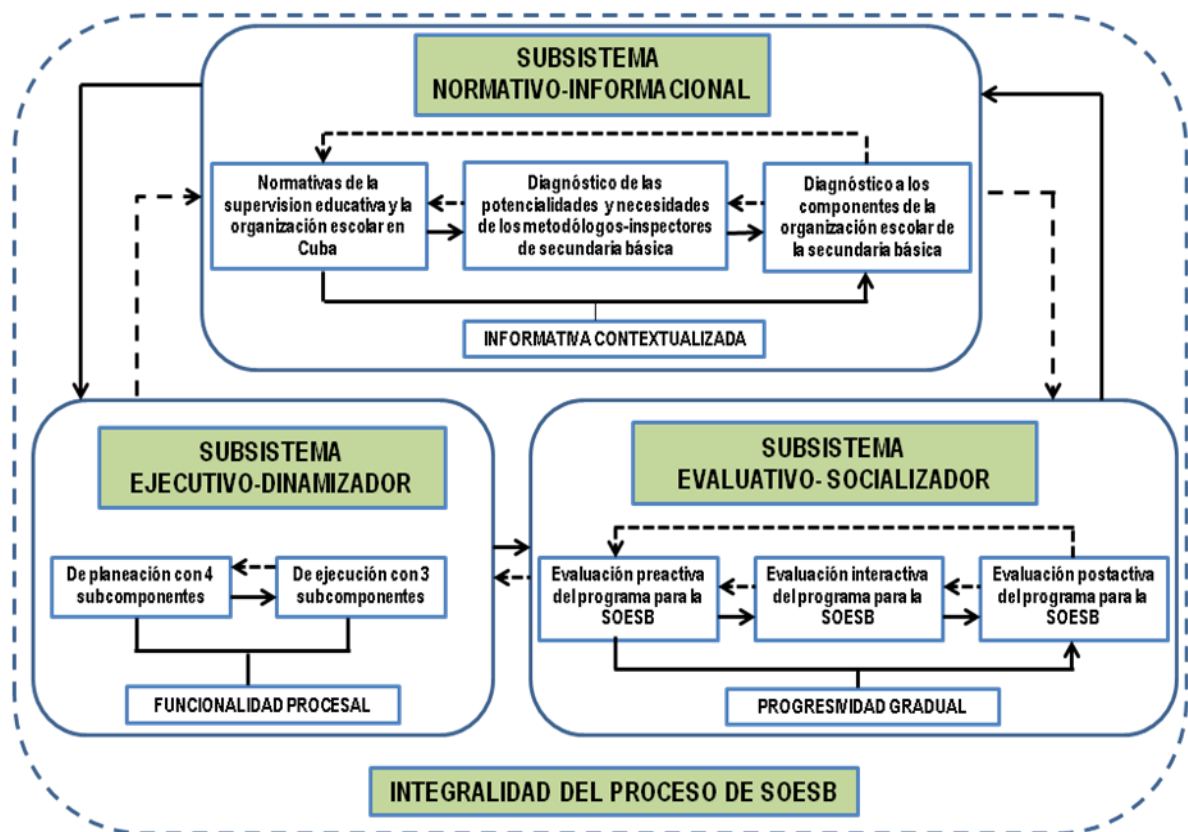 SUBSISTEMA
NORMATIVO-INFORMACIONAL
Normativas de la
supervision educativa y la
organización escolar en
Cuba
Diagnóstico de las
potencialidades y necesidades
de los metodólogos-inspectores
de secundaria básica
Diagnóstico a los
componentes de la
organización escolar de
la secundaria básica
INFORMATIVA CONTEXTUALIZADA
SUBSISTEMA
EJECUTIVO-DINAMIZADOR
De planeación con 4
subcomponentes
De ejecución con 3
subcomponentes
FUNCIONALIDAD PROCESAL
SUBSISTEMA
EVALUATIVO- SOCIALIZADOR
Evaluación preactiva
del programa para la
SOESB
Evaluación interactiva
del programa para la
SOESB
Evaluación postactiva
del programa para la
SOESB
PROGRESIVIDAD GRADUAL
INTEGRALIDAD DEL PROCESO DE SOESB